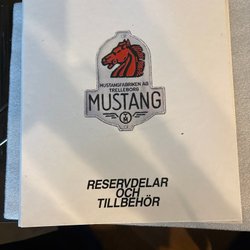 MUSTANGFABRIKEN AB
TRELLEBORG
MUSTANG
RESERVDELAR
OCH
TILLBEHÖR